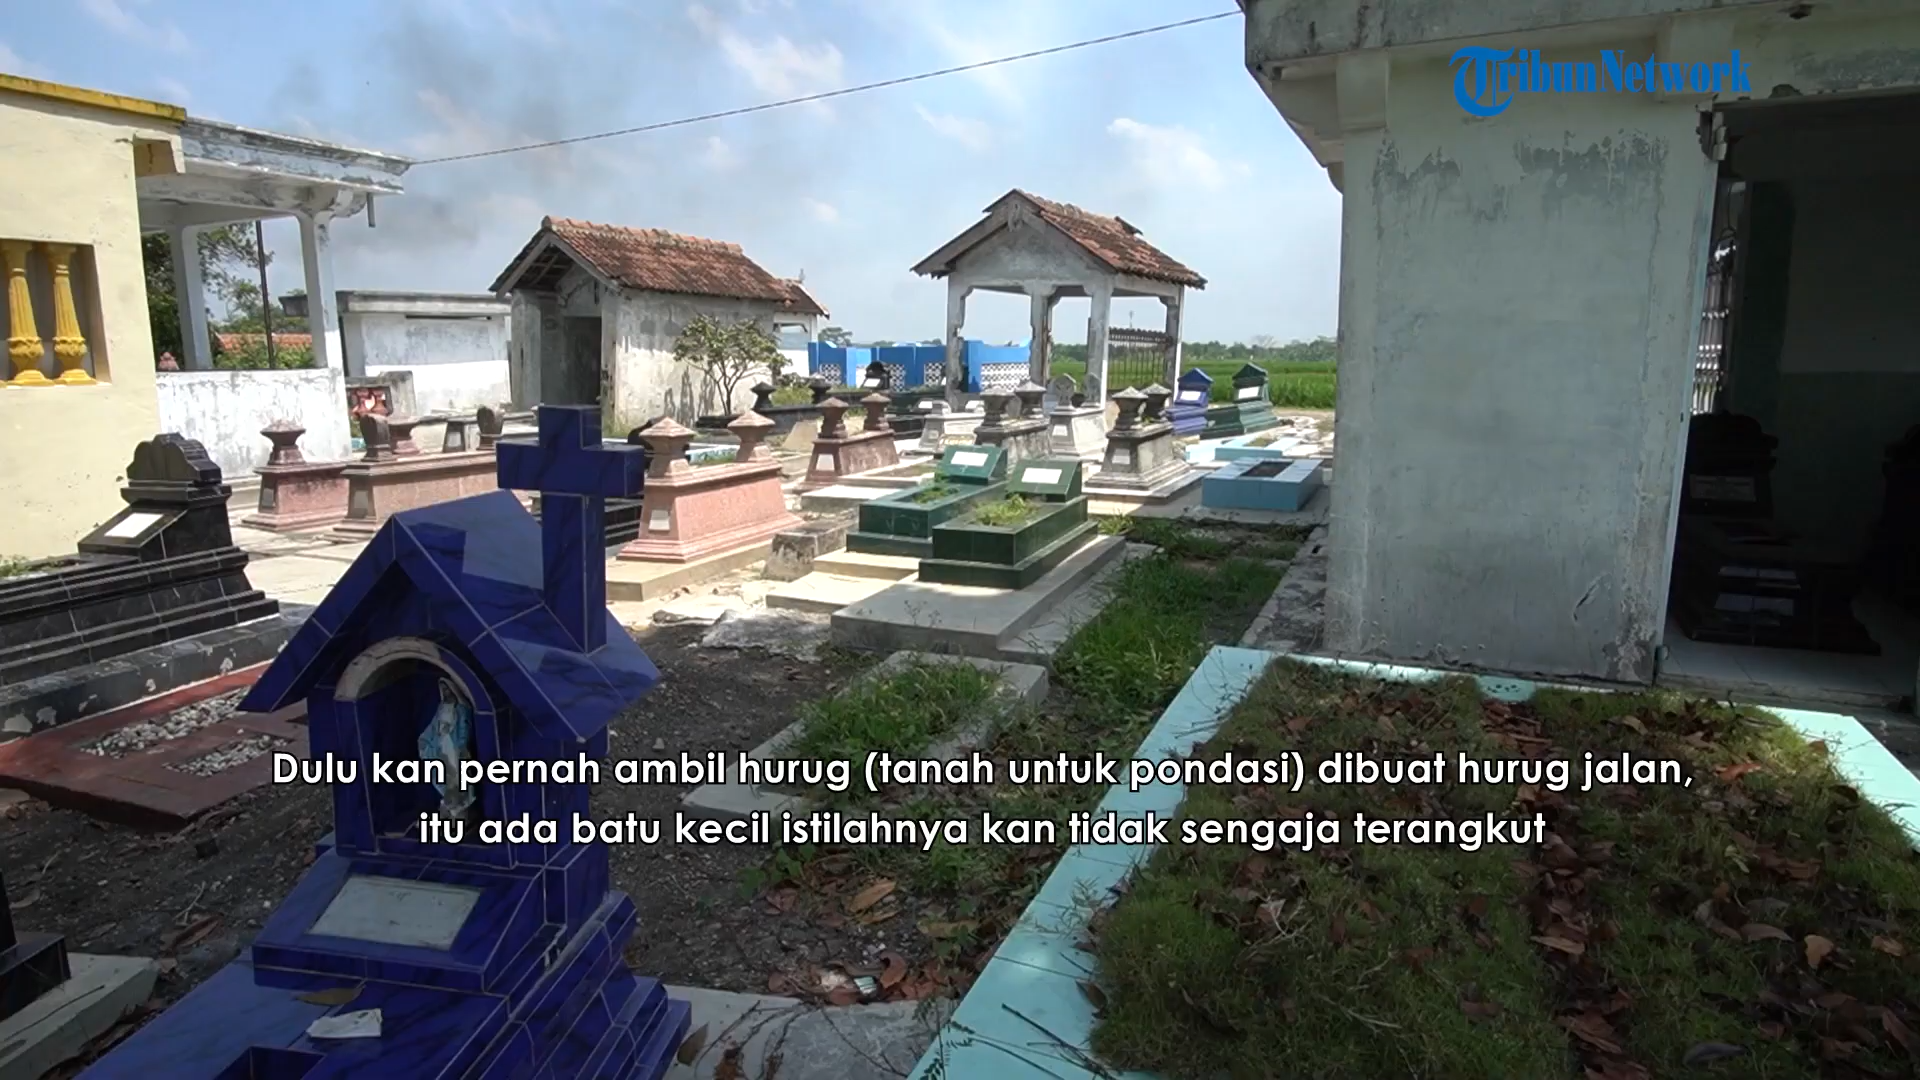 TribunNetwork
Dulu kan pernah ambil hurug (tanah untuk pondasi) dibuat hurug jalan,
itu ada batu kecil istilahnya kan tidak sengaja terangkut